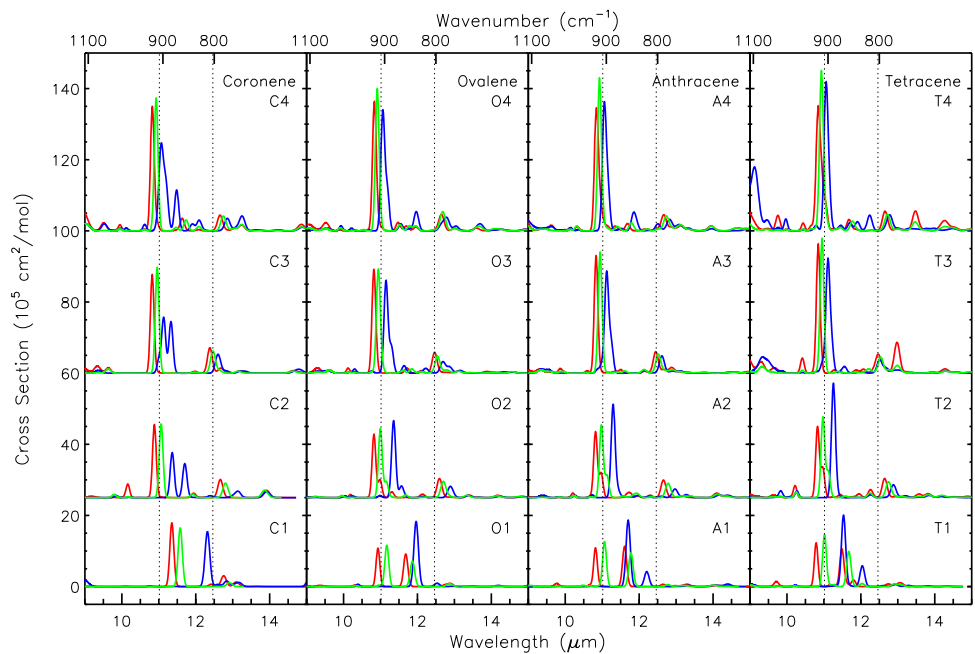 Wavenumber (cm⁻¹)
1100 900 800 1100 900 800 1100 900 800 1100 900 800
Coronene Ovalene Anthracene Tetracene
C4 O4 A4 T4
140
120
100
C3 O3 A3 T3
80
60
C2 O2 A2 T2
40
20
C1 O1 A1 T1
0
Cross Section (10⁵ cm²/mol)
10 12 14 10 12 14 10 12 14 10 12 14
Wavelength (μm)